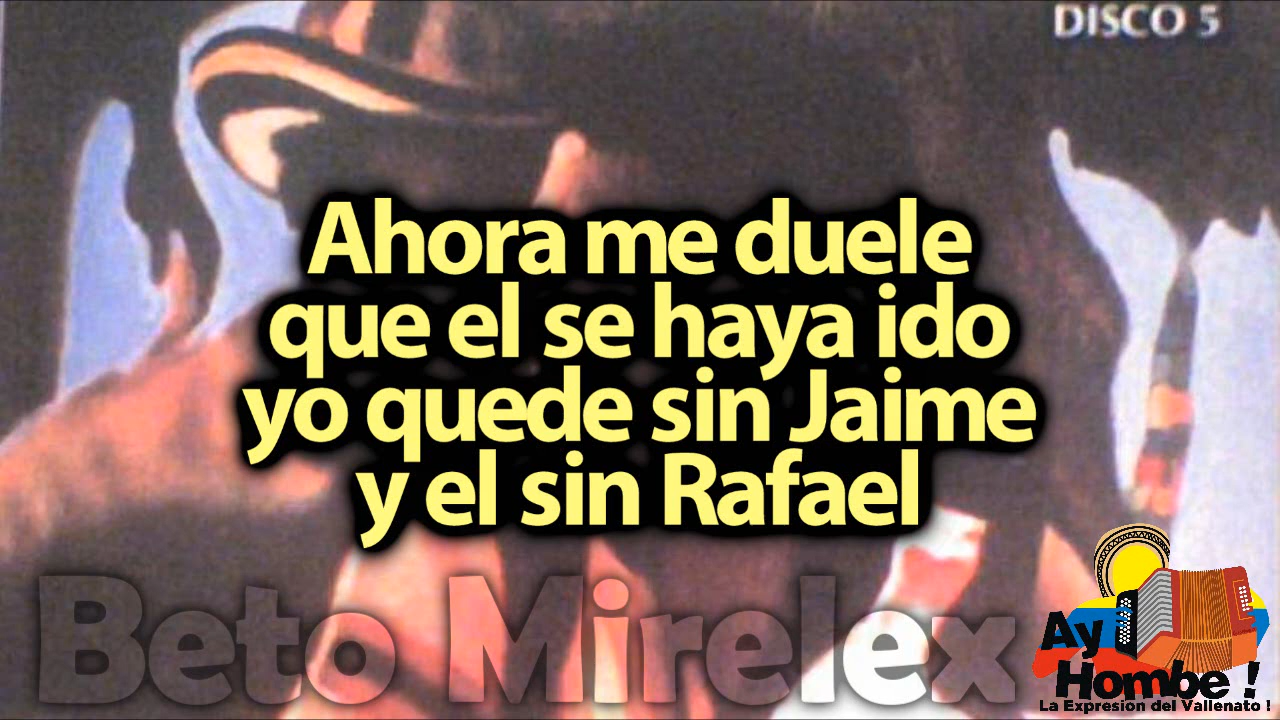 DISCO 5
Ahora me duele
que el se haya ido
yo quede sin Jaime
y el sin Rafael
Beto Mirelex
Ay
Hombe !
La Expresion del Vallenato !